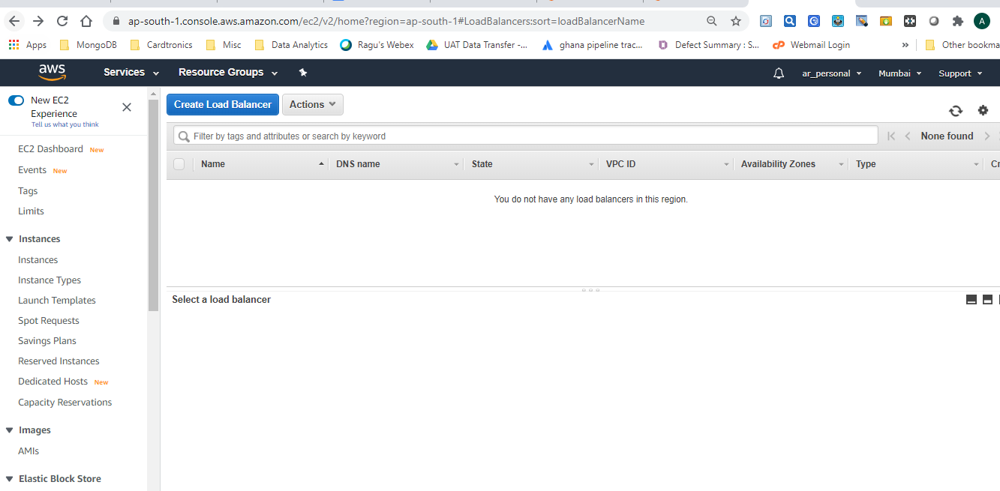 ap-south-1.console.aws.amazon.com/ec2/v2/home?region=ap-south-1#LoadBalancers:sort=loadBalancerName
A
Apps MongoDB Cardtronics Misc Data Analytics Ragu's Webex UAT Data Transfer -... ghana pipeline trac... Defect Summary : S... cP Webmail Login » Other bookma
aws Services Resource Groups ar_personal Mumbai Support
New EC2
Experience
Tell us what you think
EC2 Dashboard New
Events New
Tags
Limits
Instances
Instances
Instance Types
Launch Templates
Spot Requests
Savings Plans
Reserved Instances
Dedicated Hosts New
Capacity Reservations
Images
AMIs
Elastic Block Store
Create Load Balancer Actions
Filter by tags and attributes or search by keyword None found
Name DNS name State VPC ID Availability Zones Type Cr
You do not have any load balancers in this region.
Select a load balancer